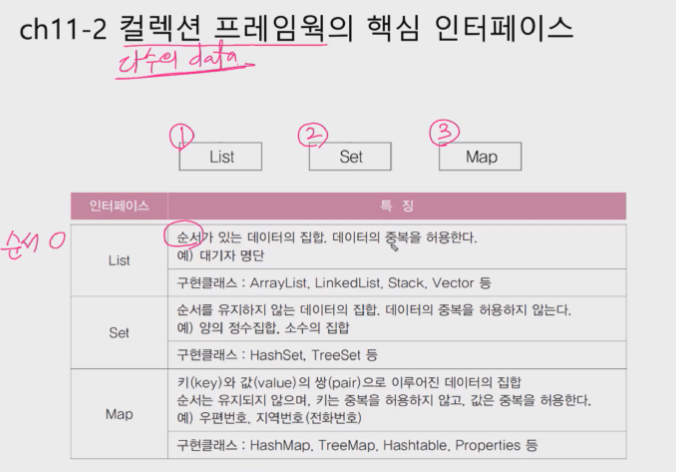 ch11-2 컬렉션 프레임웍의 핵심 인터페이스
다수의 data
1 2 3
List Set Map
인터페이스 특 징
순서 O
List
순서가 있는 데이터의 집합. 데이터의 중복을 허용한다.
예) 대기자 명단
구현클래스 : ArrayList, LinkedList, Stack, Vector 등
Set
순서를 유지하지 않는 데이터의 집합. 데이터의 중복을 허용하지 않는다.
예) 양의 정수집합, 소수의 집합
구현클래스 : HashSet, TreeSet 등
Map
키(key)와 값(value)의 쌍(pair)으로 이루어진 데이터의 집합
순서는 유지되지 않으며, 키는 중복을 허용하지 않고, 값은 중복을 허용한다.
예) 우편번호, 지역번호(전화번호)
구현클래스 : HashMap, TreeMap, Hashtable, Properties 등